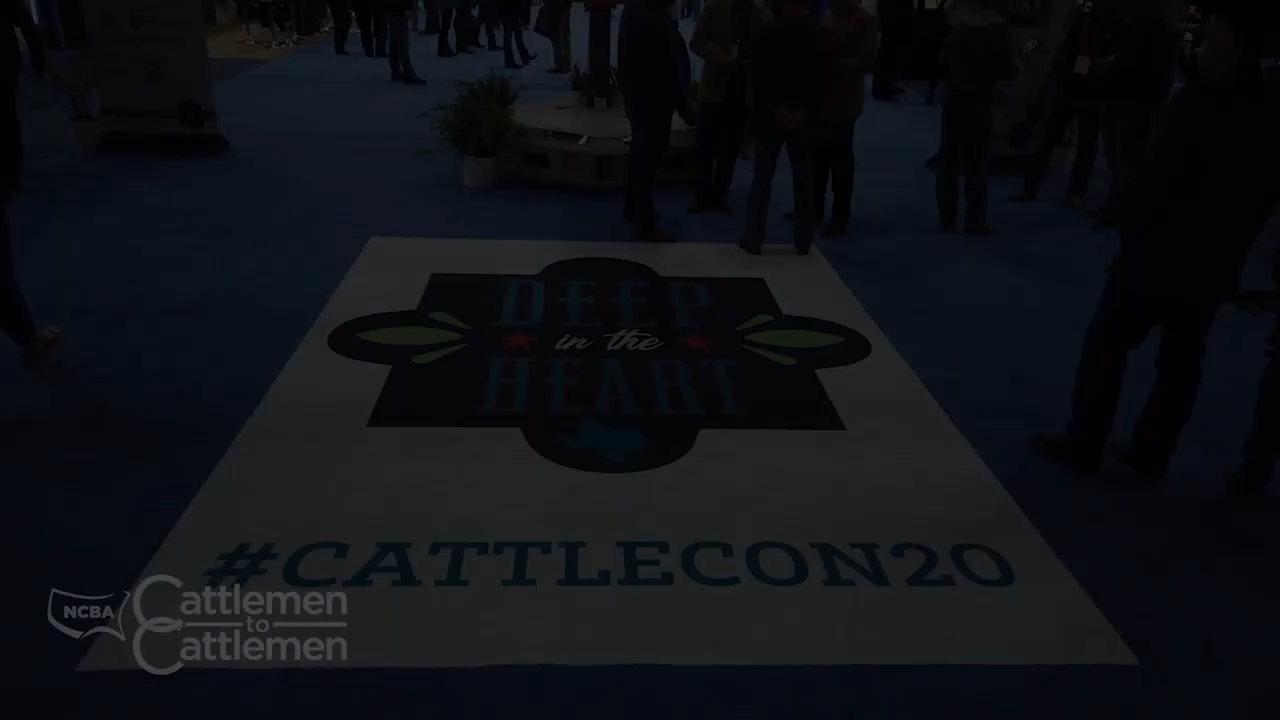 DEEP
in the
HEART
#CATTLECON20
NCBA
Cattlemen
to
Cattlemen